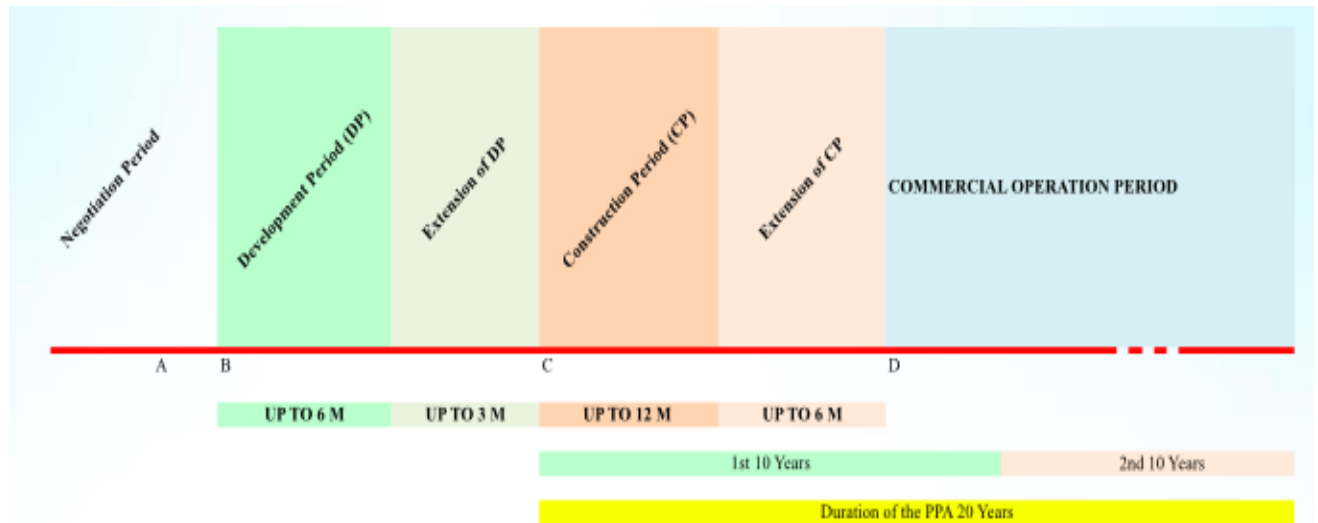 Negotiation Period
Development Period (DP)
Extension of DP
Construction Period (CP)
Extension of CP
COMMERCIAL OPERATION PERIOD
A
B
C
D
UP TO 6 M
UP TO 3 M
UP TO 12 M
UP TO 6 M
1st 10 Years
2nd 10 Years
Duration of the PPA 20 Years